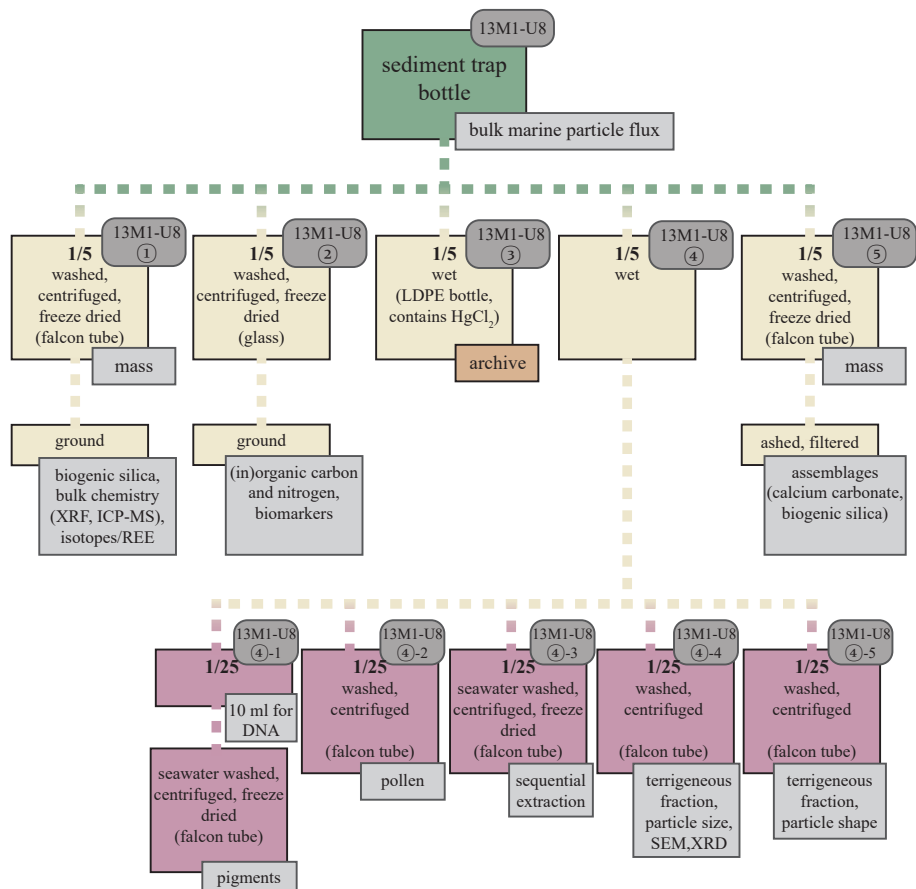 13M1-U8
sediment trap
bottle
bulk marine particle flux
13M1-U8
①
1/5
washed,
centrifuged,
freeze dried
(falcon tube)
mass
13M1-U8
②
1/5
washed,
centrifuged, freeze
dried
(glass)
13M1-U8
③
1/5
wet
(LDPE bottle,
contains HgCl₂)
archive
13M1-U8
④
1/5
wet
13M1-U8
⑤
1/5
washed,
centrifuged,
freeze dried
(falcon tube)
mass
ground
biogenic silica,
bulk chemistry
(XRF, ICP-MS),
isotopes/REE
ground
(in)organic carbon
and nitrogen,
biomarkers
ashed, filtered
assemblages
(calcium carbonate,
biogenic silica)
13M1-U8
④-1
1/25
10 ml for
DNA
seawater washed,
centrifuged, freeze
dried
(falcon tube)
pigments
13M1-U8
④-2
1/25
washed,
centrifuged
(falcon tube)
pollen
13M1-U8
④-3
1/25
seawater washed,
centrifuged, freeze
dried
(falcon tube)
sequential
extraction
13M1-U8
④-4
1/25
washed,
centrifuged
(falcon tube)
terrigeneous
fraction,
particle size,
SEM,XRD
13M1-U8
④-5
1/25
washed,
centrifuged
(falcon tube)
terrigeneous
fraction,
particle shape